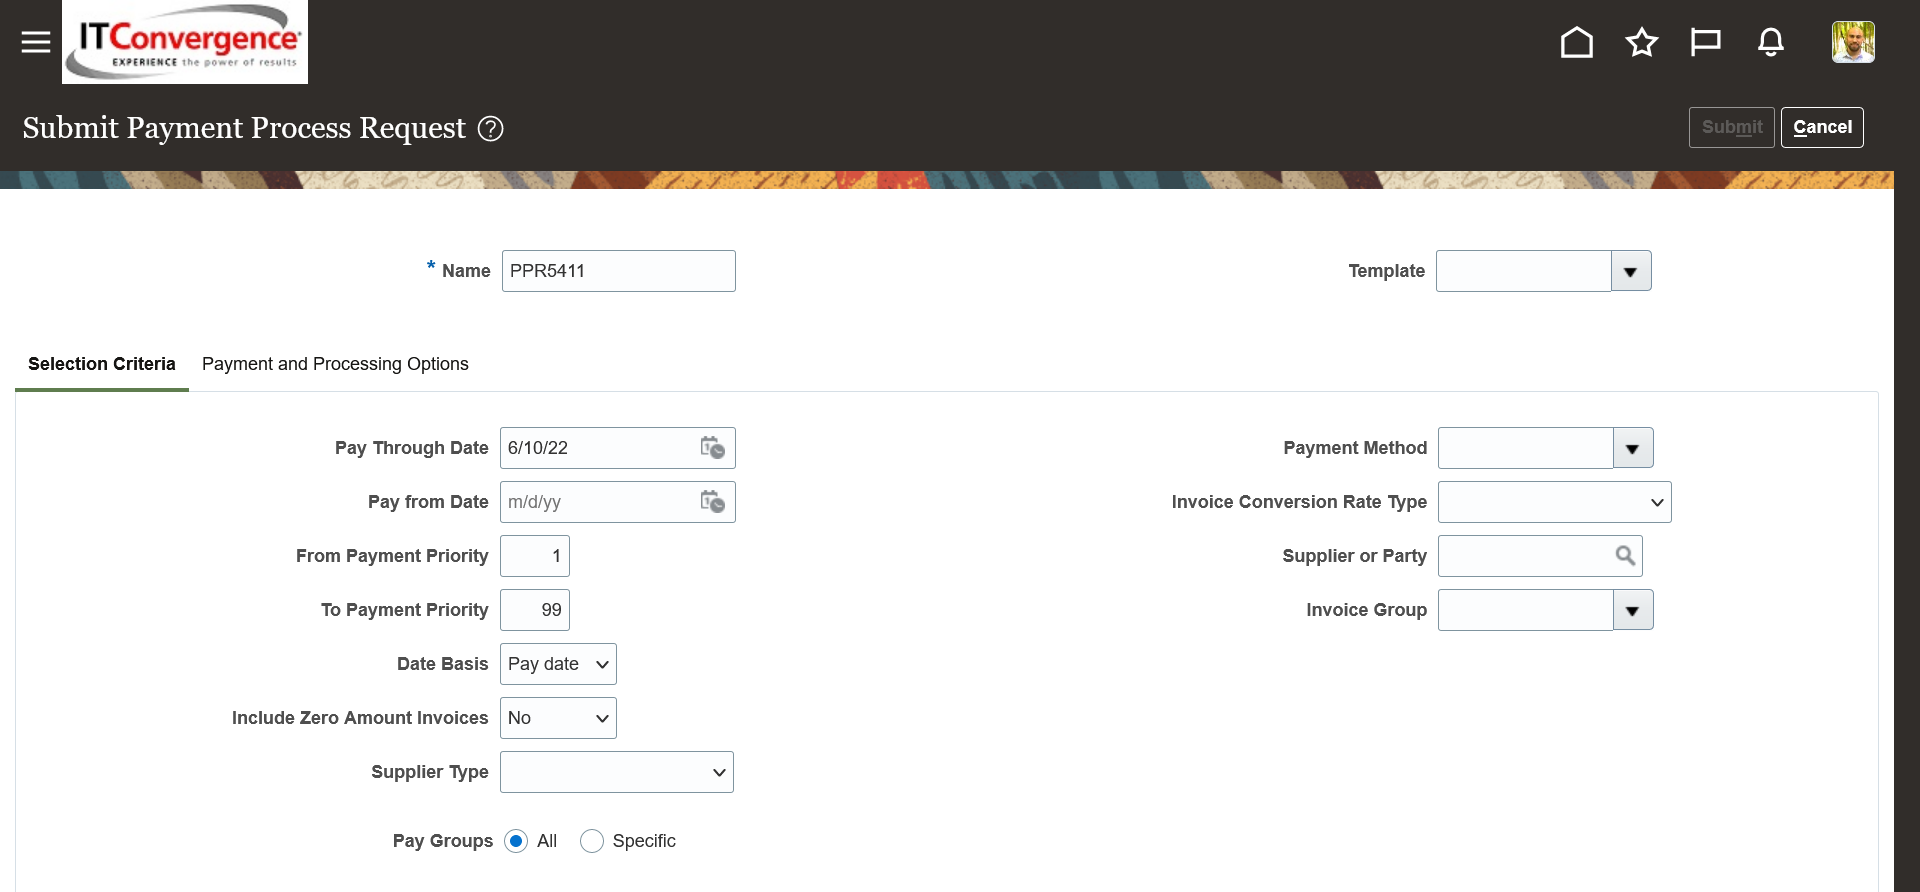 ITConvergence
EXPERIENCE the power of results
Submit Payment Process Request ?
Submit Cancel
* Name PPR5411 Template
Selection Criteria Payment and Processing Options
Pay Through Date 6/10/22 Payment Method
Pay from Date m/d/yy Invoice Conversion Rate Type
From Payment Priority 1 Supplier or Party
To Payment Priority 99 Invoice Group
Date Basis Pay date
Include Zero Amount Invoices No
Supplier Type
Pay Groups All Specific